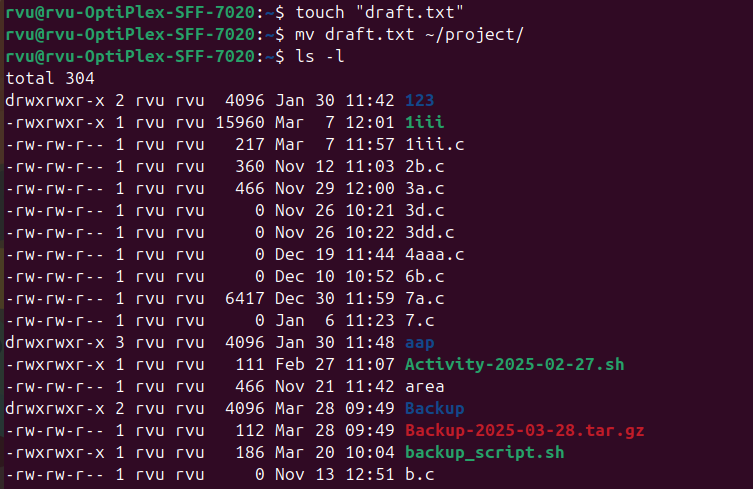 rvu@rvu-OptiPlex-SFF-7020:~$ touch "draft.txt"
rvu@rvu-OptiPlex-SFF-7020:~$ mv draft.txt ~/project/
rvu@rvu-OptiPlex-SFF-7020:~$ ls -l
total 304
drwxrwxr-x 2 rvu rvu  4096 Jan 30 11:42 123
-rwxrwxr-x 1 rvu rvu 15960 Mar  7 12:01 1iii
-rw-rw-r-- 1 rvu rvu   217 Mar  7 11:57 1iii.c
-rw-rw-r-- 1 rvu rvu   360 Nov 12 11:03 2b.c
-rw-rw-r-- 1 rvu rvu   466 Nov 29 12:00 3a.c
-rw-rw-r-- 1 rvu rvu     0 Nov 26 10:21 3d.c
-rw-rw-r-- 1 rvu rvu     0 Nov 26 10:22 3dd.c
-rw-rw-r-- 1 rvu rvu     0 Dec 19 11:44 4aaa.c
-rw-rw-r-- 1 rvu rvu     0 Dec 10 10:52 6b.c
-rw-rw-r-- 1 rvu rvu  6417 Dec 30 11:59 7a.c
-rw-rw-r-- 1 rvu rvu     0 Jan  6 11:23 7.c
drwxrwxr-x 3 rvu rvu  4096 Jan 30 11:48 aap
-rwxrwxr-x 1 rvu rvu   111 Feb 27 11:07 Activity-2025-02-27.sh
-rw-rw-r-- 1 rvu rvu   466 Nov 21 11:42 area
drwxrwxr-x 2 rvu rvu  4096 Mar 28 09:49 Backup
-rw-rw-r-- 1 rvu rvu   112 Mar 28 09:49 Backup-2025-03-28.tar.gz
-rwxrwxr-x 1 rvu rvu   186 Mar 20 10:04 backup_script.sh
-rw-rw-r-- 1 rvu rvu     0 Nov 13 12:51 b.c